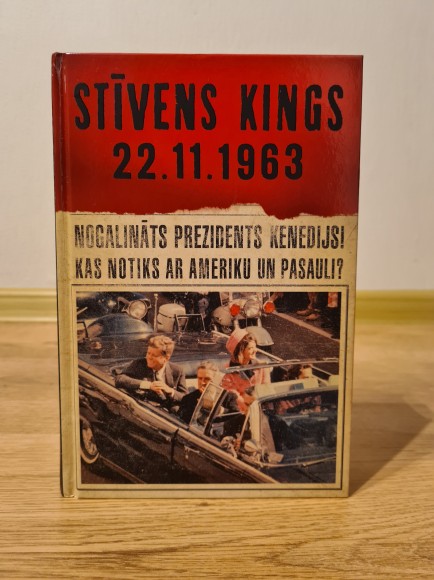 STĪVENS KINGS
22.11.1963
NOGALINĀTS PREZIDENTS KENEDIJS!
KAS NOTIKS AR AMERIKU UN PASAULI?